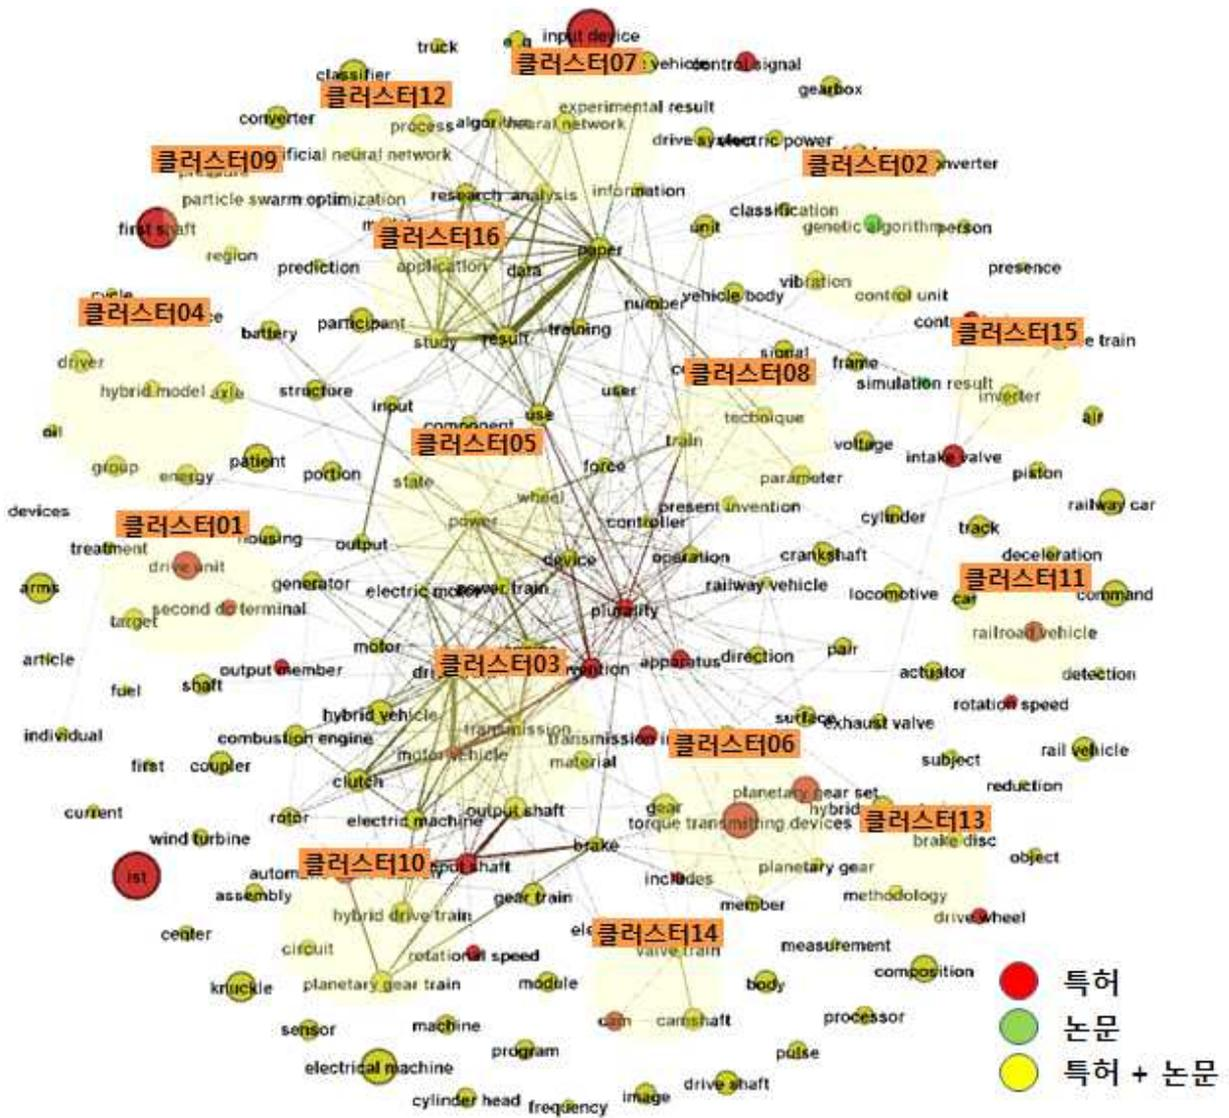 input device
truck
클러스터07
vehicle
control signal
classifier
클러스터12
gearbox
experimental result
converter
process
algorithm
neural network
drive system
electric power
클러스터09
ificial neural network
클러스터02
nverter
particle swarm optimization
research
analysis
information
classification
first shaft
클러스터16
unit
genetic algorithm
person
region
paper
prediction
application
data
presence
vibration
cycle
클러스터04
number
vehicle body
control unit
battery
participant
study
result
training
클러스터15
e train
driver
signal
frame
클러스터08
simulation result
hybrid model
axle
structure
user
inverter
input
use
technique
air
component
oil
클러스터05
train
voltage
patient
intake valve
group
energy
portion
state
force
parameter
piston
wheel
present invention
railway car
devices
클러스터01
power
controller
cylinder
track
treatment
housing
output
device
operation
crankshaft
deceleration
drive unit
클러스터11
arms
generator
electric motor
power train
railway vehicle
locomotive
car
command
target
second dc terminal
plurality
railroad vehicle
motor
pair
article
output member
클러스터03
vention
apparatus
direction
actuator
detection
fuel
shaft
rotation speed
hybrid vehicle
transmission
surface
exhaust valve
individual
combustion engine
transmission in
클러스터06
rail vehicle
first
coupler
motor vehicle
material
subject
clutch
reduction
planetary gear set
current
output shaft
gear
hybrid
rotor
electric machine
torque transmitting devices
클러스터13
wind turbine
brake
brake disc
object
클러스터10
ist
put shaft
planetary gear
automa
includes
assembly
gear train
methodology
hybrid drive train
member
drive wheel
center
클러스터14
circuit
valve train
measurement
rotational speed
특허
knuckle
planetary gear train
module
body
composition
cam
camshaft
processor
논문
sensor
machine
program
pulse
electrical machine
특허 + 논문
drive shaft
cylinder head
image
frequency